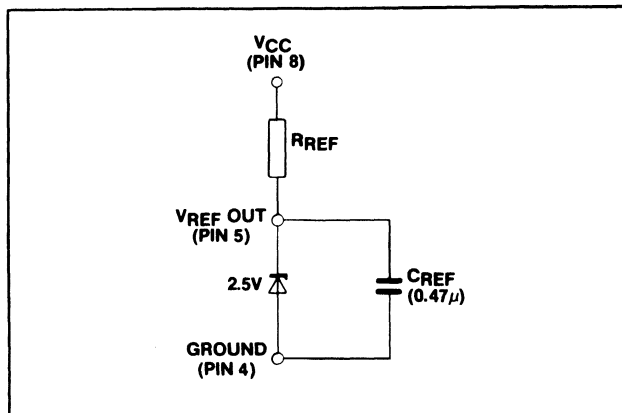 VCC
(PIN 8)
RREF
VREF OUT
(PIN 5)
2.5V
CREF
(0.47µ)
GROUND
(PIN 4)